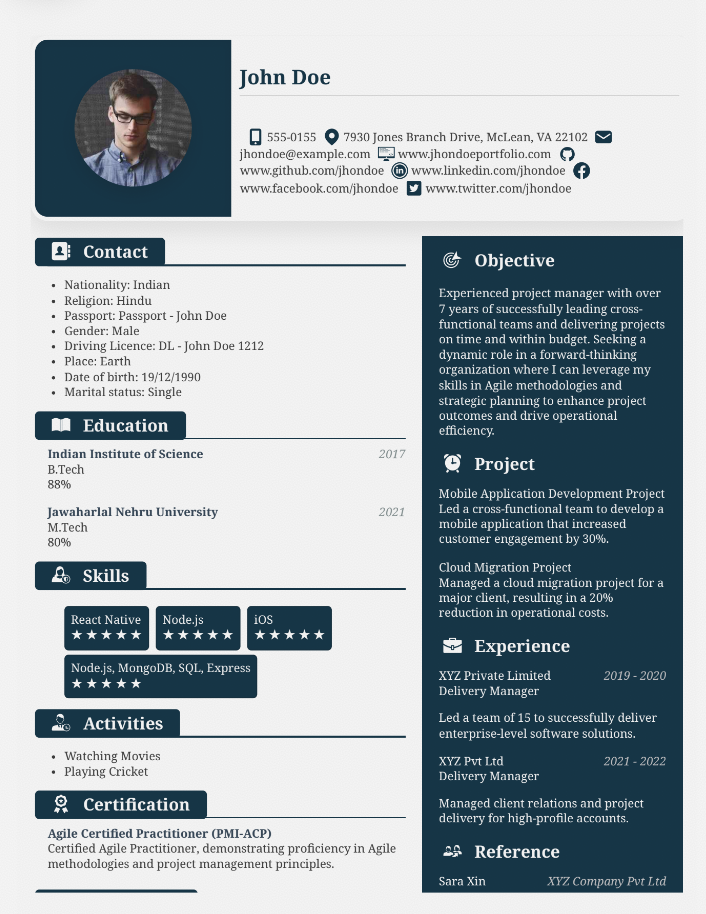 John Doe
555-0155 7930 Jones Branch Drive, McLean, VA 22102
jhondoe@example.com www.jhondoeportfolio.com
www.github.com/jhondoe www.linkedin.com/jhondoe
www.facebook.com/jhondoe www.twitter.com/jhondoe
Contact
Nationality: Indian
Religion: Hindu
Passport: Passport - John Doe
Gender: Male
Driving Licence: DL - John Doe 1212
Place: Earth
Date of birth: 19/12/1990
Marital status: Single
Education
Indian Institute of Science 2017
B.Tech
88%
Jawaharlal Nehru University 2021
M.Tech
80%
Skills
React Native Node.js iOS
Node.js, MongoDB, SQL, Express
Activities
Watching Movies
Playing Cricket
Certification
Agile Certified Practitioner (PMI-ACP)
Certified Agile Practitioner, demonstrating proficiency in Agile
methodologies and project management principles.
Objective
Experienced project manager with over
7 years of successfully leading cross-
functional teams and delivering projects
on time and within budget. Seeking a
dynamic role in a forward-thinking
organization where I can leverage my
skills in Agile methodologies and
strategic planning to enhance project
outcomes and drive operational
efficiency.
Project
Mobile Application Development Project
Led a cross-functional team to develop a
mobile application that increased
customer engagement by 30%.
Cloud Migration Project
Managed a cloud migration project for a
major client, resulting in a 20%
reduction in operational costs.
Experience
XYZ Private Limited 2019 - 2020
Delivery Manager
Led a team of 15 to successfully deliver
enterprise-level software solutions.
XYZ Pvt Ltd 2021 - 2022
Delivery Manager
Managed client relations and project
delivery for high-profile accounts.
Reference
Sara Xin XYZ Company Pvt Ltd